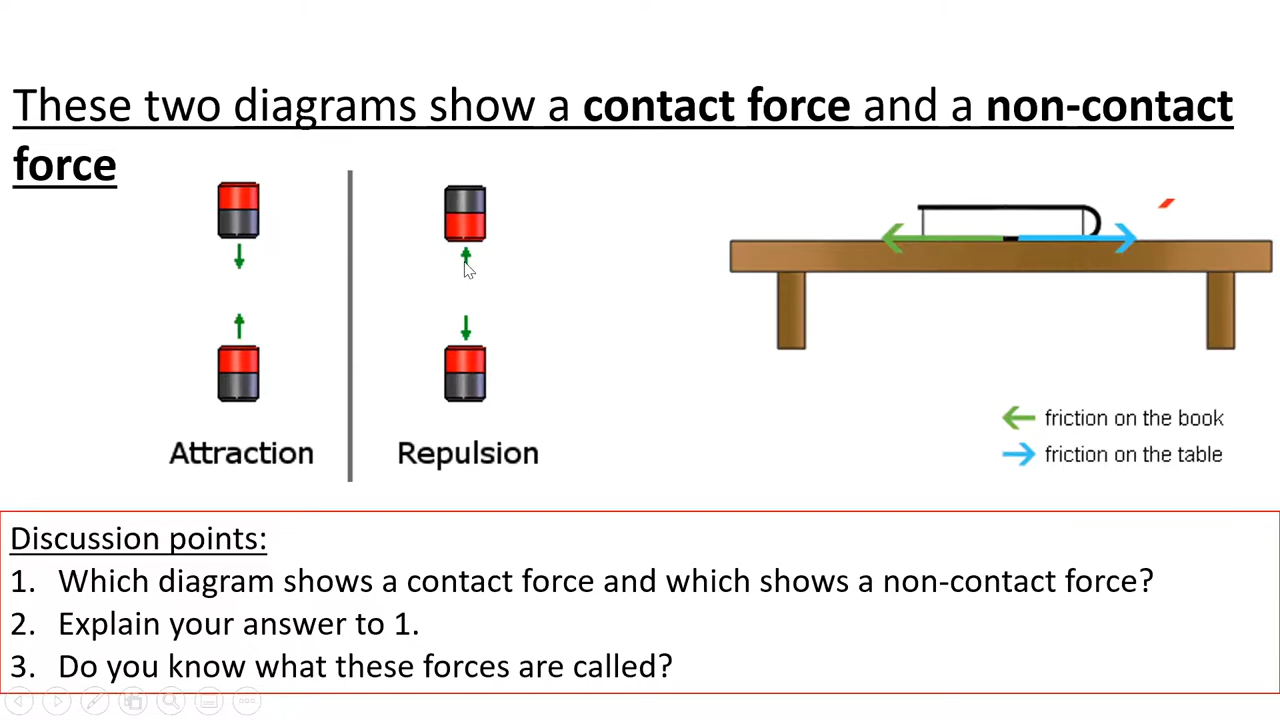 These two diagrams show a contact force and a non-contact
force
Attraction
Repulsion
friction on the book
friction on the table
Discussion points:
1. Which diagram shows a contact force and which shows a non-contact force?
2. Explain your answer to 1.
3. Do you know what these forces are called?